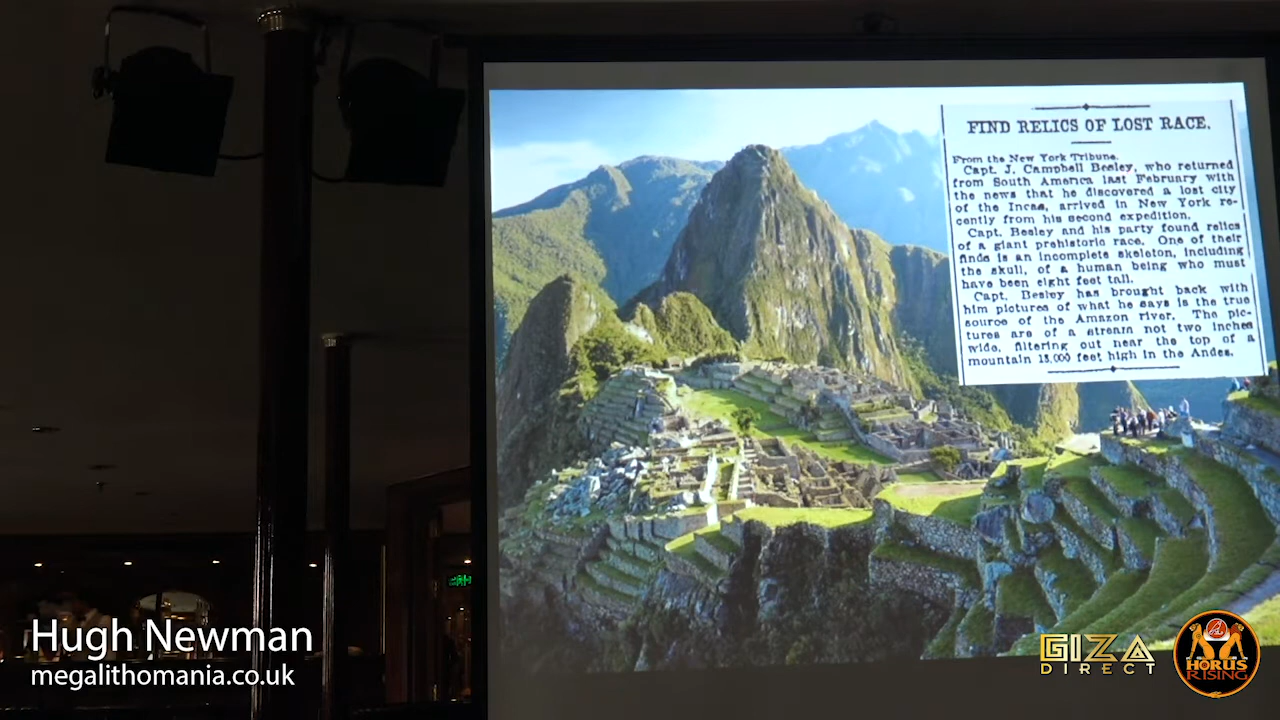 FIND RELICS OF LOST RACE.
From the New York Tribune.
Capt. J. Campbell Besley, who returned
from South America last February with
the news that he discovered a lost city
of the Incas, arrived in New York re-
cently from his second expedition.
Capt. Besley and his party found relics
of a giant prehistoric race. One of their
finds is an incomplete skeleton, including
the skull, of a human being who must
have been eight feet tall.
Capt. Besley has brought back with
him pictures of what he says is the true
source of the Amazon river. The pic-
tures are of a stream not two inches
wide, filtering out near the top of a
mountain 18,000 feet high in the Andes.
Hugh Newman
megalithomania.co.uk
GIZA
DIRECT
HORUS
RISING